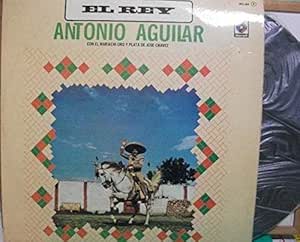 EL REY
ANTONIO AGUILAR
CON EL MARIACHI ORO Y PLATA DE JOSE CHAVEZ